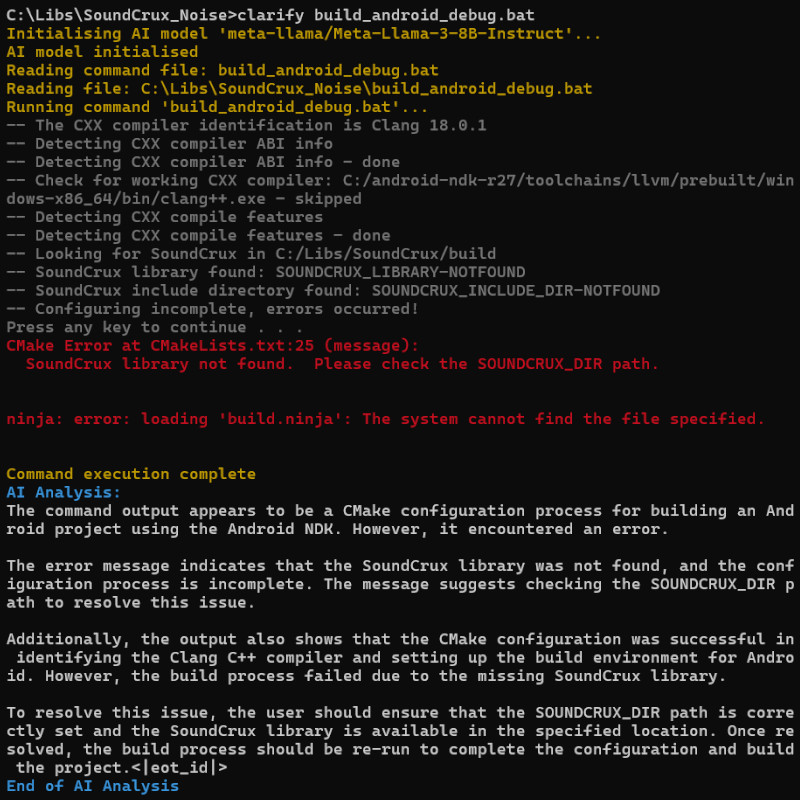 C:\Libs\SoundCrux_Noise>clarify build_android_debug.bat
Initialising AI model 'meta-llama/Meta-Llama-3-8B-Instruct'...
AI model initialised
Reading command file: build_android_debug.bat
Reading file: C:\Libs\SoundCrux_Noise\build_android_debug.bat
Running command 'build_android_debug.bat'...
-- The CXX compiler identification is Clang 18.0.1
-- Detecting CXX compiler ABI info
-- Detecting CXX compiler ABI info - done
-- Check for working CXX compiler: C:/android-ndk-r27/toolchains/llvm/prebuilt/win
dows-x86_64/bin/clang++.exe - skipped
-- Detecting CXX compile features
-- Detecting CXX compile features - done
-- Looking for SoundCrux in C:/Libs/SoundCrux/build
-- SoundCrux library found: SOUNDCRUX_LIBRARY-NOTFOUND
-- SoundCrux include directory found: SOUNDCRUX_INCLUDE_DIR-NOTFOUND
-- Configuring incomplete, errors occurred!
Press any key to continue . . .
CMake Error at CMakeLists.txt:25 (message):
  SoundCrux library not found.  Please check the SOUNDCRUX_DIR path.
ninja: error: loading 'build.ninja': The system cannot find the file specified.
Command execution complete
AI Analysis:
The command output appears to be a CMake configuration process for building an And
roid project using the Android NDK. However, it encountered an error.
The error message indicates that the SoundCrux library was not found, and the conf
iguration process is incomplete. The message suggests checking the SOUNDCRUX_DIR p
ath to resolve this issue.
Additionally, the output also shows that the CMake configuration was successful in
 identifying the Clang C++ compiler and setting up the build environment for Andro
id. However, the build process failed due to the missing SoundCrux library.
To resolve this issue, the user should ensure that the SOUNDCRUX_DIR path is corre
ctly set and the SoundCrux library is available in the specified location. Once re
solved, the build process should be re-run to complete the configuration and build
 the project.<|eot_id|>
End of AI Analysis